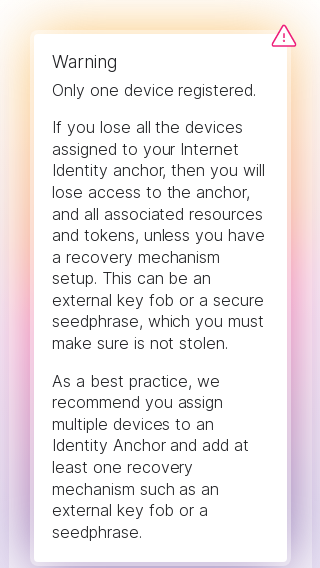 Warning
Only one device registered.
If you lose all the devices
assigned to your Internet
Identity anchor, then you will
lose access to the anchor,
and all associated resources
and tokens, unless you have
a recovery mechanism
setup. This can be an
external key fob or a secure
seedphrase, which you must
make sure is not stolen.
As a best practice, we
recommend you assign
multiple devices to an
Identity Anchor and add at
least one recovery
mechanism such as an
external key fob or a
seedphrase.